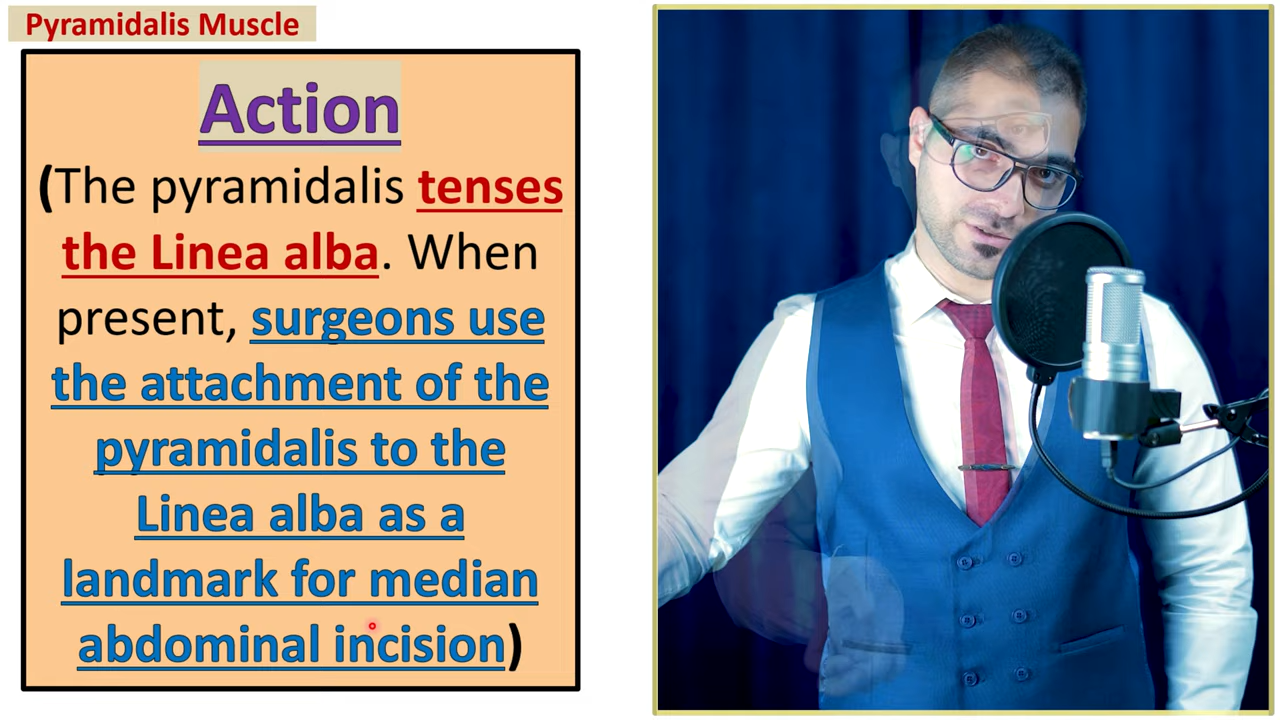 Pyramidalis Muscle
Action
(The pyramidalis tenses
the Linea alba. When
present, surgeons use
the attachment of the
pyramidalis to the
Linea alba as a
landmark for median
abdominal incision)